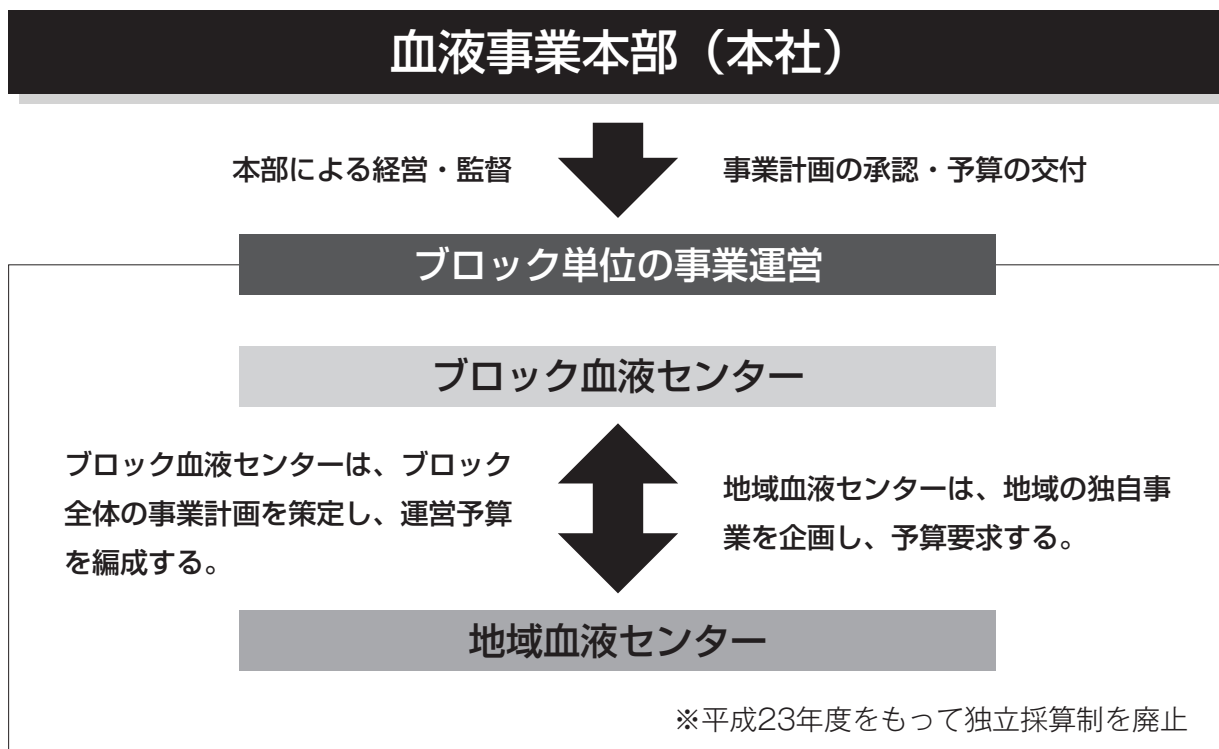 血液事業本部（本社）
本部による経営・監督
事業計画の承認・予算の交付
ブロック単位の事業運営
ブロック血液センター
ブロック血液センターは、ブロック
全体の事業計画を策定し、運営予算
を編成する。
地域血液センターは、地域の独自事
業を企画し、予算要求する。
地域血液センター
※平成23年度をもって独立採算制を廃止